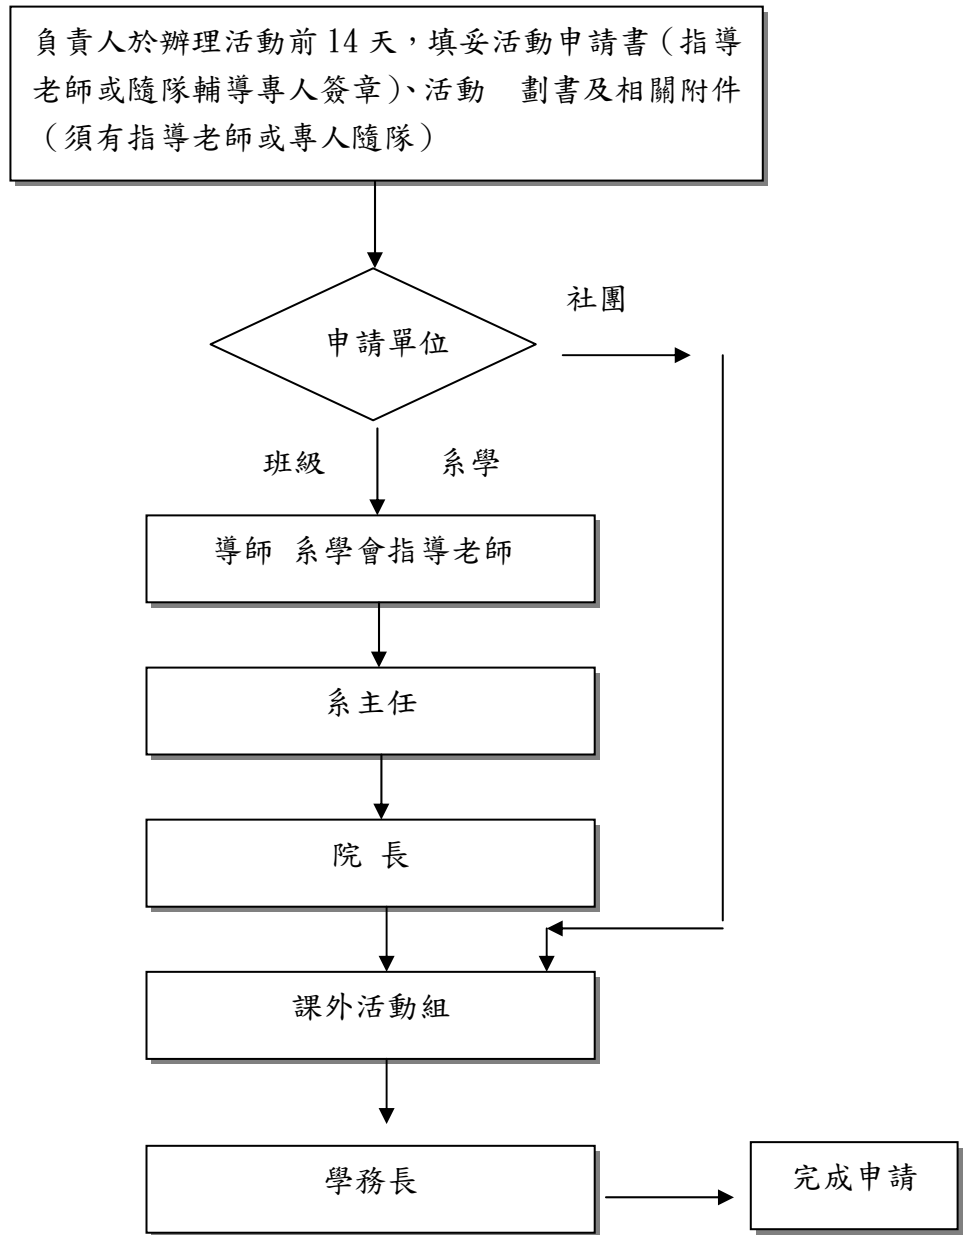 負責人於辦理活動前 14 天，填妥活動申請書（指導
老師或隨隊輔導專人簽章）、活動　劃書及相關附件
（須有指導老師或專人隨隊）
社團
申請單位
班級 系學
導師 系學會指導老師
系主任
院 長
課外活動組
學務長
完成申請